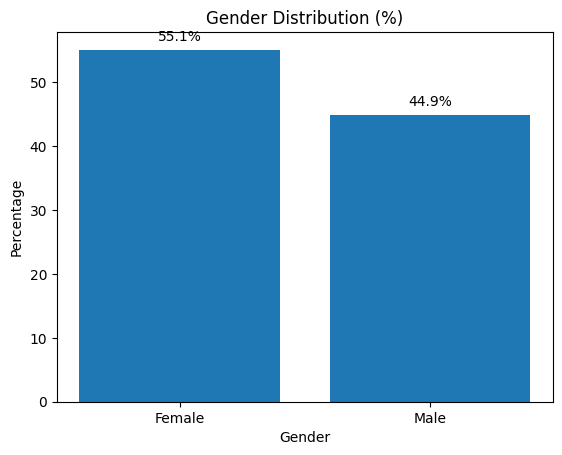 Gender Distribution (%)
55.1%
44.9%
Percentage
50
40
30
20
10
0
Female
Male
Gender